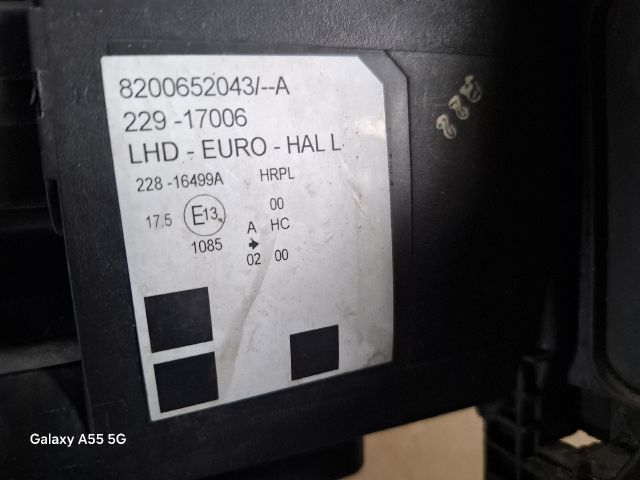 8200652043/--A
229 -17006
LHD - EURO - HAL L
228 -16499A HRPL
00
17.5 E13 A HC
1085 →
02 00
Galaxy A55 5G